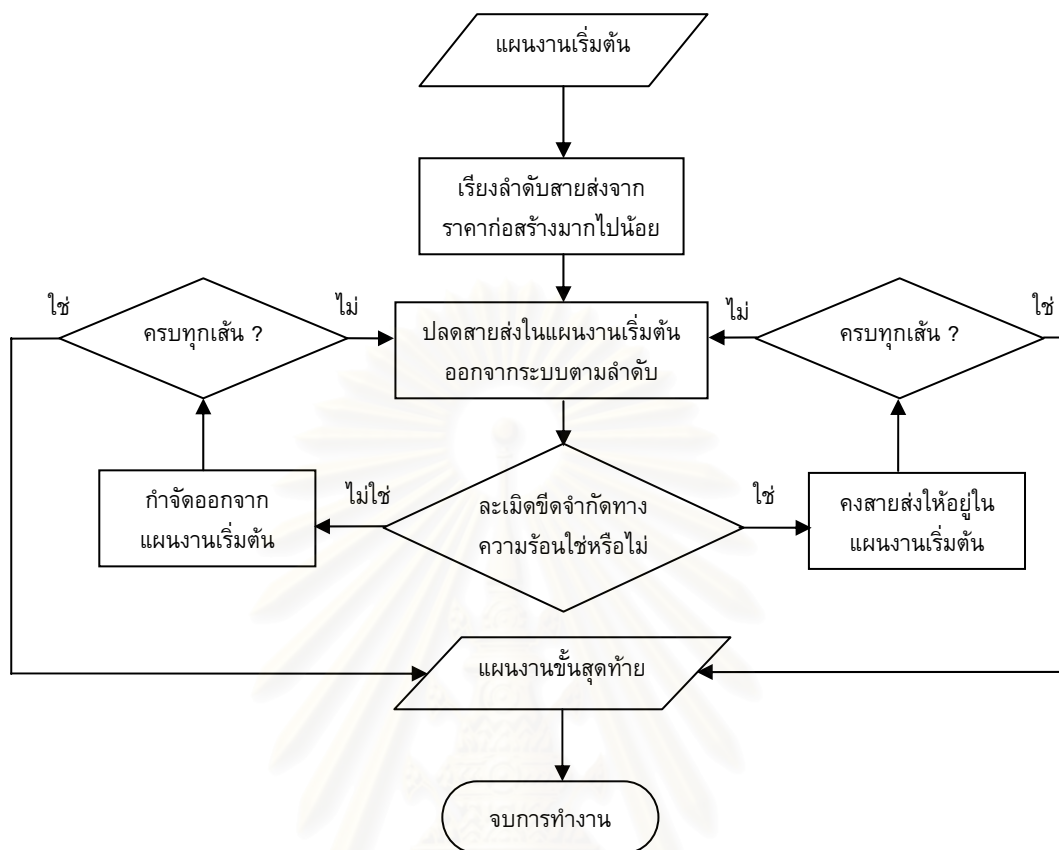 แผนงานเริ่มต้น
เรียงลำดับสายส่งจาก
ราคาก่อสร้างมากไปน้อย
ใช่
ครบทุกเส้น ?
ไม่
ปลดสายส่งในแผนงานเริ่มต้น
ออกจากระบบตามลำดับ
ไม่
ครบทุกเส้น ?
ใช่
กำจัดออกจาก
แผนงานเริ่มต้น
ไม่ใช่
ละเมิดขีดจำกัดทาง
ความร้อนใช่หรือไม่
ใช่
คงสายส่งให้อยู่ใน
แผนงานเริ่มต้น
แผนงานขั้นสุดท้าย
จบการทำงาน